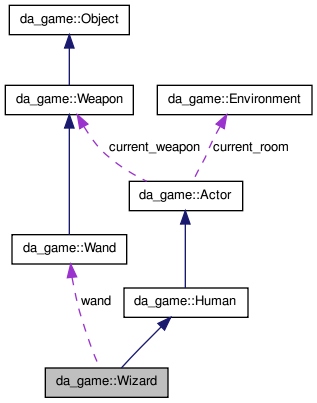 da_game::Object
da_game::Weapon
da_game::Environment
current_weapon
current_room
da_game::Actor
da_game::Wand
da_game::Human
wand
da_game::Wizard